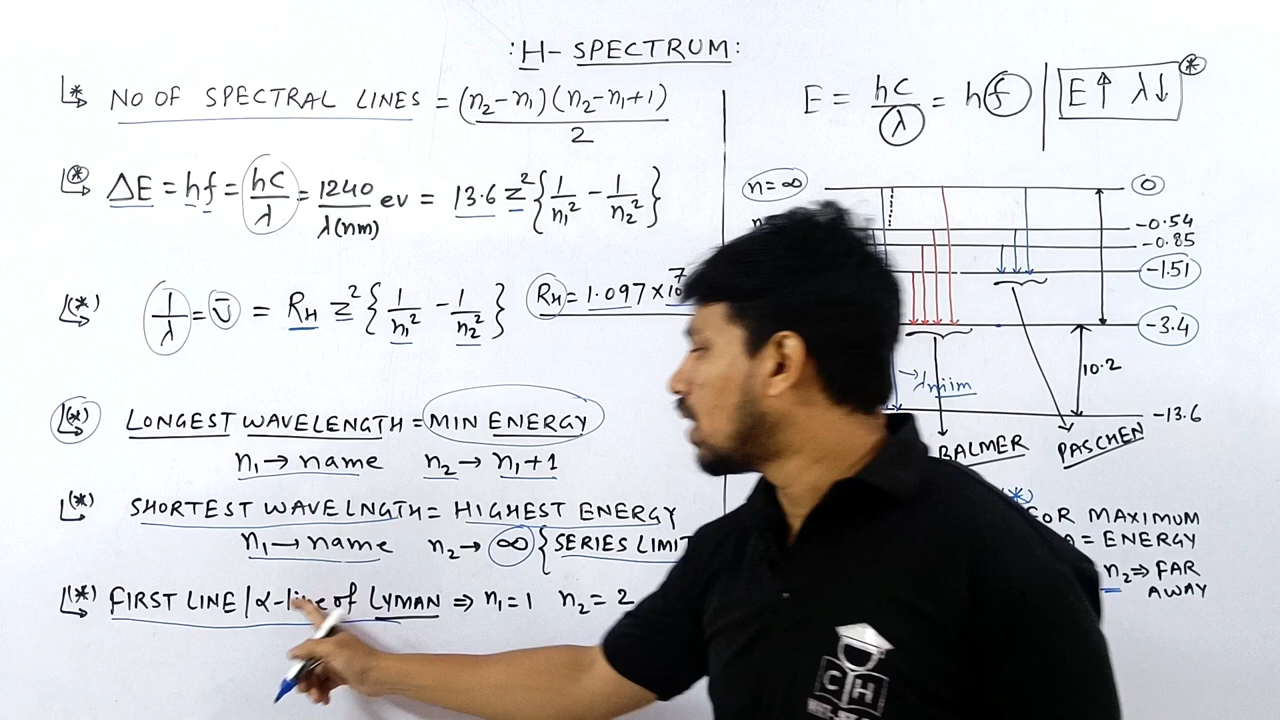 :H- SPECTRUM:
NO OF SPECTRAL LINES = (n₂-n₁)(n₂-n₁+1)/2
ΔE = hf = hc/λ = 1240/λ(nm) ev = 13.6 z² {1/n₁² - 1/n₂²}
1/λ = ν̅ = R_H z² {1/n₁² - 1/n₂²} R_H = 1.097 × 10⁷
LONGEST WAVELENGTH = MIN ENERGY
n₁ → name n₂ → n₁+1
SHORTEST WAVELNGTH = HIGHEST ENERGY
n₁ → name n₂ → ∞ {SERIES LIMIT
FIRST LINE / α-line of LYMAN ⇒ n₁=1 n₂=2
E = hc/λ = hf | E↑ λ↓
n=∞ 0
-0.54
-0.85
-1.51
-3.4
10.2
-13.6
BALMER
PASCHEN
FOR MAXIMUM
= ENERGY
n₂ ⇒ FAR
AWAY
C H